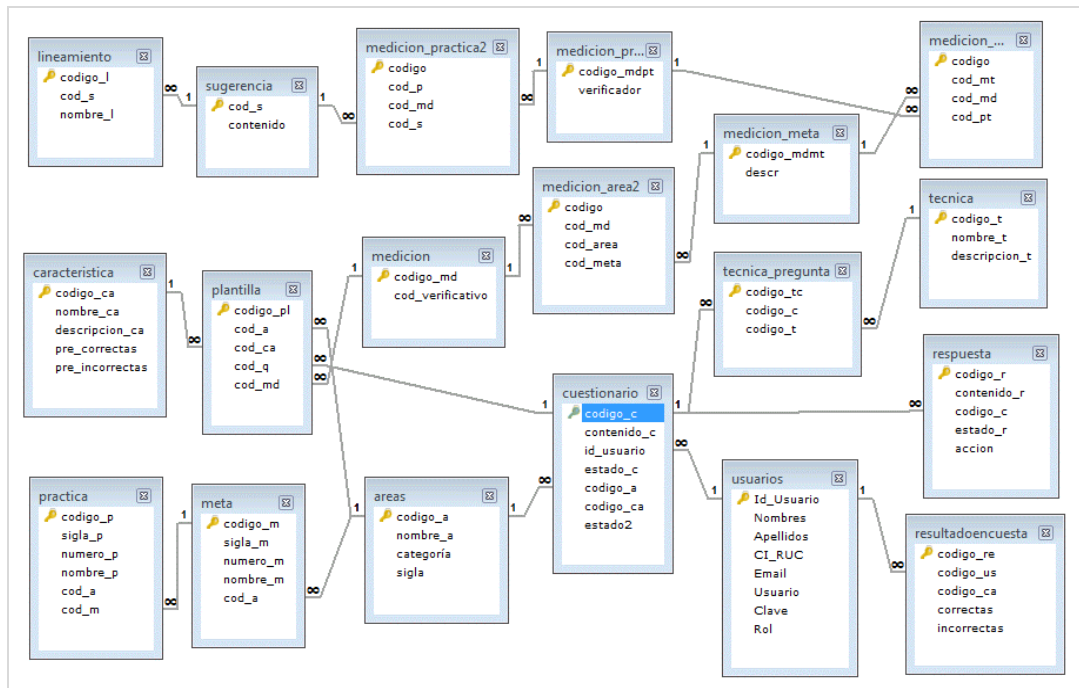 lineamiento
codigo_l
cod_s
nombre_l
sugerencia
cod_s
contenido
medicion_practica2
codigo
cod_p
cod_md
cod_s
medicion_pr...
codigo_mdpt
verificador
medicion_...
codigo
cod_mt
cod_md
cod_pt
medicion_meta
codigo_mdmt
descr
medicion_area2
codigo
cod_md
cod_area
cod_meta
tecnica
codigo_t
nombre_t
descripcion_t
caracteristica
codigo_ca
nombre_ca
descripcion_ca
pre_correctas
pre_incorrectas
plantilla
codigo_pl
cod_a
cod_ca
cod_q
cod_md
medicion
codigo_md
cod_verificativo
tecnica_pregunta
codigo_tc
codigo_c
codigo_t
respuesta
codigo_r
contenido_r
codigo_c
estado_r
accion
cuestionario
codigo_c
contenido_c
id_usuario
estado_c
codigo_a
codigo_ca
estado2
practica
codigo_p
sigla_p
numero_p
nombre_p
cod_a
cod_m
meta
codigo_m
sigla_m
numero_m
nombre_m
cod_a
areas
codigo_a
nombre_a
categoría
sigla
usuarios
Id_Usuario
Nombres
Apellidos
CI_RUC
Email
Usuario
Clave
Rol
resultadoencuesta
codigo_re
codigo_us
codigo_ca
correctas
incorrectas